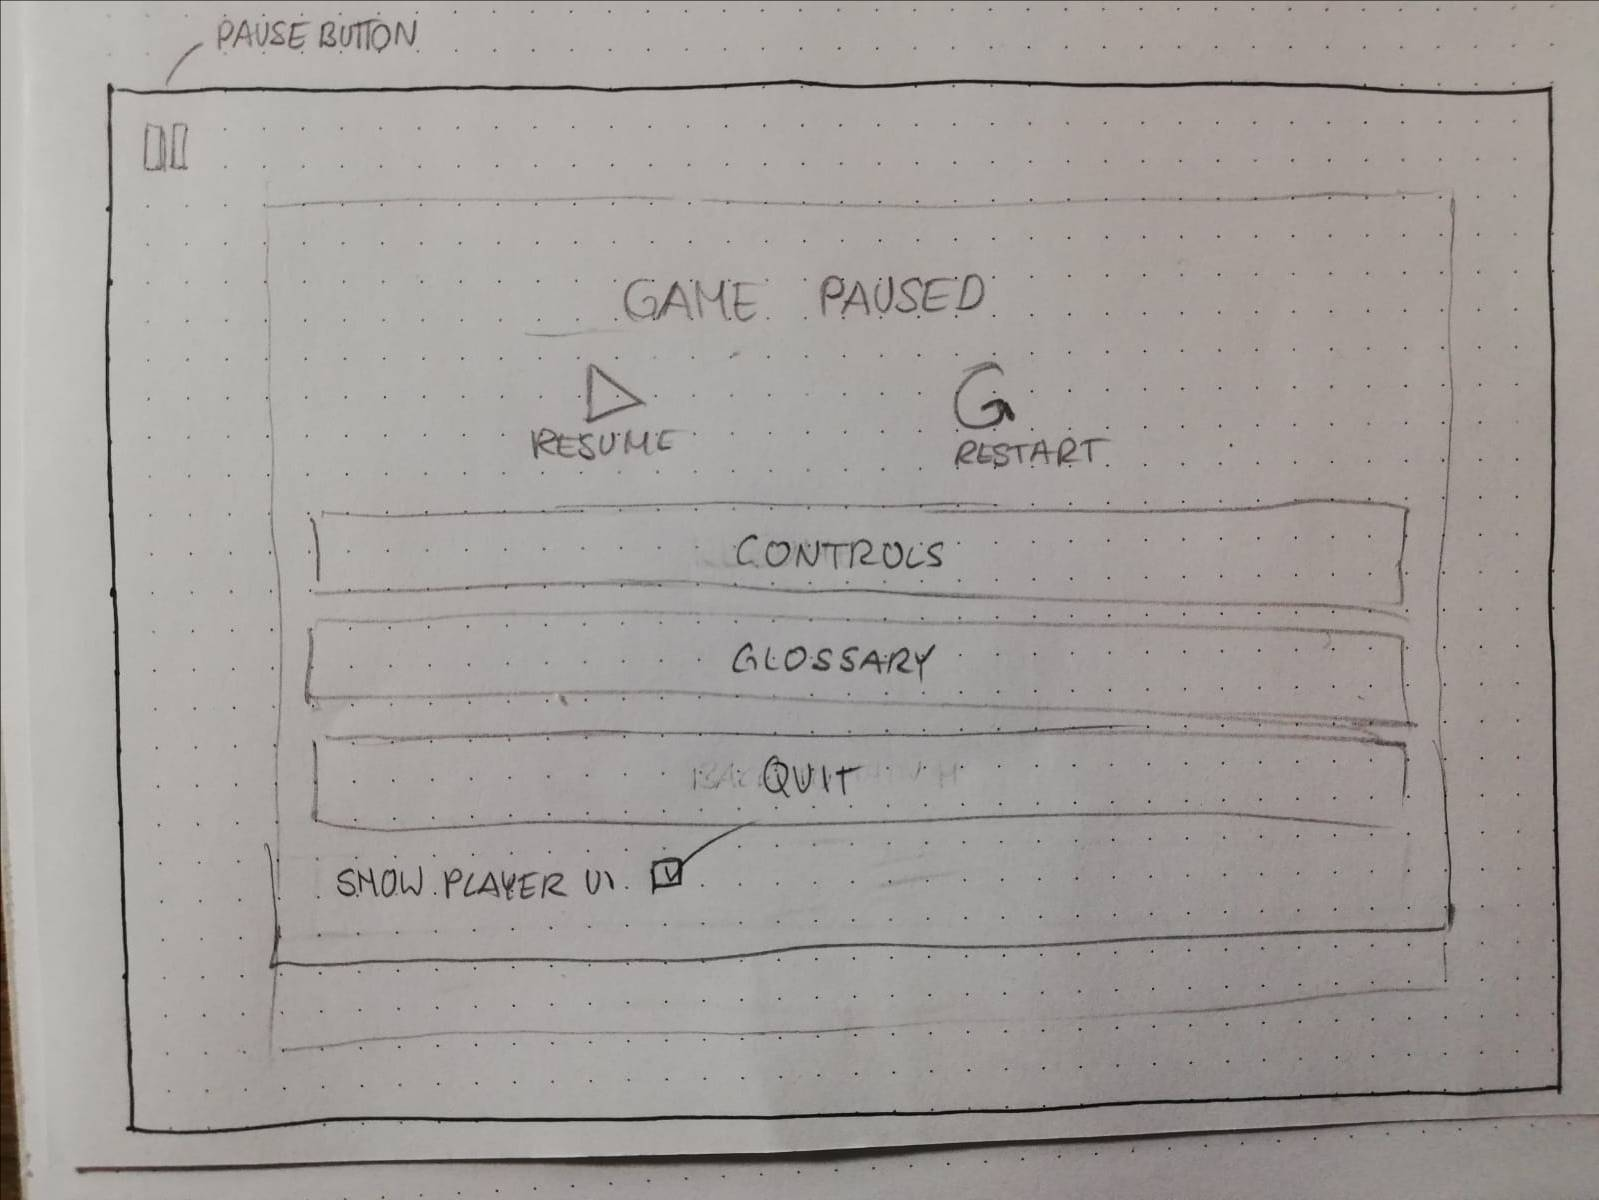 PAUSE BUTTON
GAME PAUSED
RESUME
RESTART
CONTROLS
GLOSSARY
QUIT
SHOW PLAYER UI